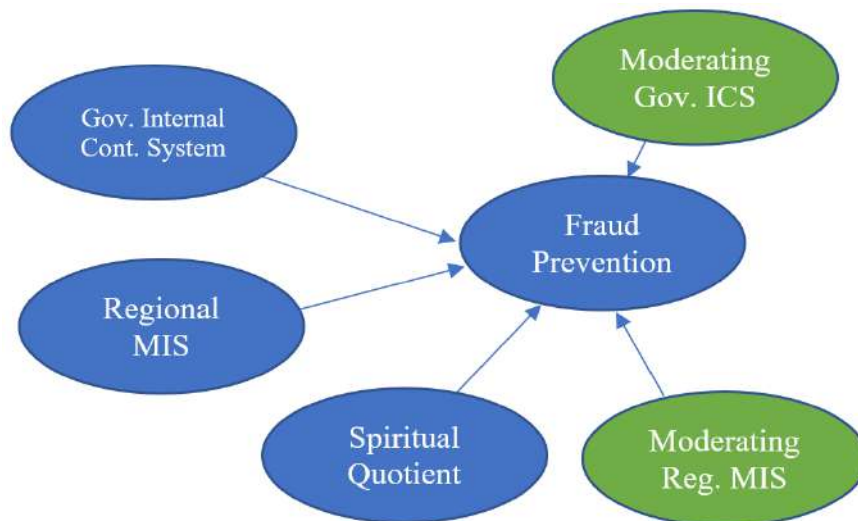 Moderating
Gov. ICS
Gov. Internal
Cont. System
Fraud
Prevention
Regional
MIS
Spiritual
Quotient
Moderating
Reg. MIS